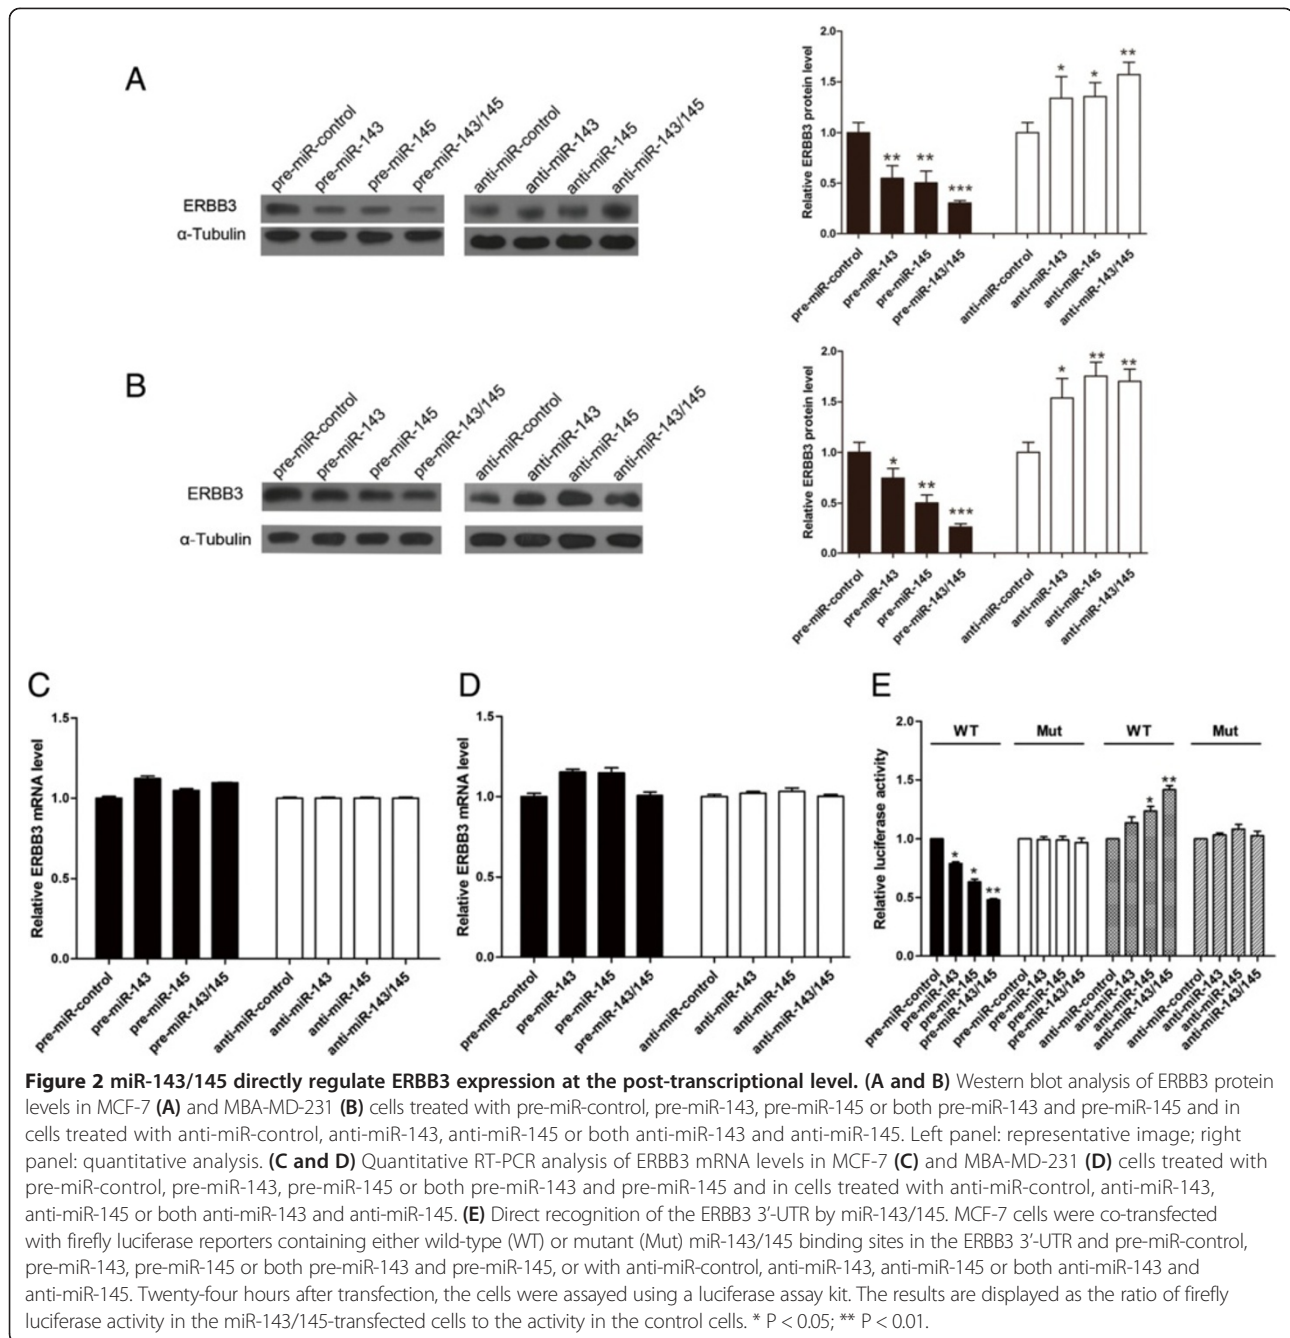 A
pre-miR-control
pre-miR-143
pre-miR-145
pre-miR-143/145
anti-miR-control
anti-miR-143
anti-miR-145
anti-miR-143/145
ERBB3
α-Tubulin
Relative ERBB3 protein level
2.0
1.5
1.0
0.5
0.0
** ** *** * * **
pre-miR-control
pre-miR-143
pre-miR-145
pre-miR-143/145
anti-miR-control
anti-miR-143
anti-miR-145
anti-miR-143/145
B
pre-miR-control
pre-miR-143
pre-miR-145
pre-miR-143/145
anti-miR-control
anti-miR-143
anti-miR-145
anti-miR-143/145
ERBB3
α-Tubulin
Relative ERBB3 protein level
2.0
1.5
1.0
0.5
0.0
* ** *** * ** **
pre-miR-control
pre-miR-143
pre-miR-145
pre-miR-143/145
anti-miR-control
anti-miR-143
anti-miR-145
anti-miR-143/145
C
Relative ERBB3 mRNA level
1.5
1.0
0.5
0.0
pre-miR-control
pre-miR-143
pre-miR-145
pre-miR-143/145
anti-miR-control
anti-miR-143
anti-miR-145
anti-miR-143/145
D
Relative ERBB3 mRNA level
1.5
1.0
0.5
0.0
pre-miR-control
pre-miR-143
pre-miR-145
pre-miR-143/145
anti-miR-control
anti-miR-143
anti-miR-145
anti-miR-143/145
E
Relative luciferase activity
2.0
1.5
1.0
0.5
0.0
WT Mut WT Mut
* * ** * **
pre-miR-control
pre-miR-143
pre-miR-145
pre-miR-143/145
pre-miR-control
pre-miR-143
pre-miR-145
pre-miR-143/145
anti-miR-control
anti-miR-143
anti-miR-145
anti-miR-143/145
anti-miR-control
anti-miR-143
anti-miR-145
anti-miR-143/145
Figure 2 miR-143/145 directly regulate ERBB3 expression at the post-transcriptional level. (A and B) Western blot analysis of ERBB3 protein
levels in MCF-7 (A) and MBA-MD-231 (B) cells treated with pre-miR-control, pre-miR-143, pre-miR-145 or both pre-miR-143 and pre-miR-145 and in
cells treated with anti-miR-control, anti-miR-143, anti-miR-145 or both anti-miR-143 and anti-miR-145. Left panel: representative image; right
panel: quantitative analysis. (C and D) Quantitative RT-PCR analysis of ERBB3 mRNA levels in MCF-7 (C) and MBA-MD-231 (D) cells treated with
pre-miR-control, pre-miR-143, pre-miR-145 or both pre-miR-143 and pre-miR-145 and in cells treated with anti-miR-control, anti-miR-143,
anti-miR-145 or both anti-miR-143 and anti-miR-145. (E) Direct recognition of the ERBB3 3’-UTR by miR-143/145. MCF-7 cells were co-transfected
with firefly luciferase reporters containing either wild-type (WT) or mutant (Mut) miR-143/145 binding sites in the ERBB3 3’-UTR and pre-miR-control,
pre-miR-143, pre-miR-145 or both pre-miR-143 and pre-miR-145, or with anti-miR-control, anti-miR-143, anti-miR-145 or both anti-miR-143 and
anti-miR-145. Twenty-four hours after transfection, the cells were assayed using a luciferase assay kit. The results are displayed as the ratio of firefly
luciferase activity in the miR-143/145-transfected cells to the activity in the control cells. * P < 0.05; ** P < 0.01.